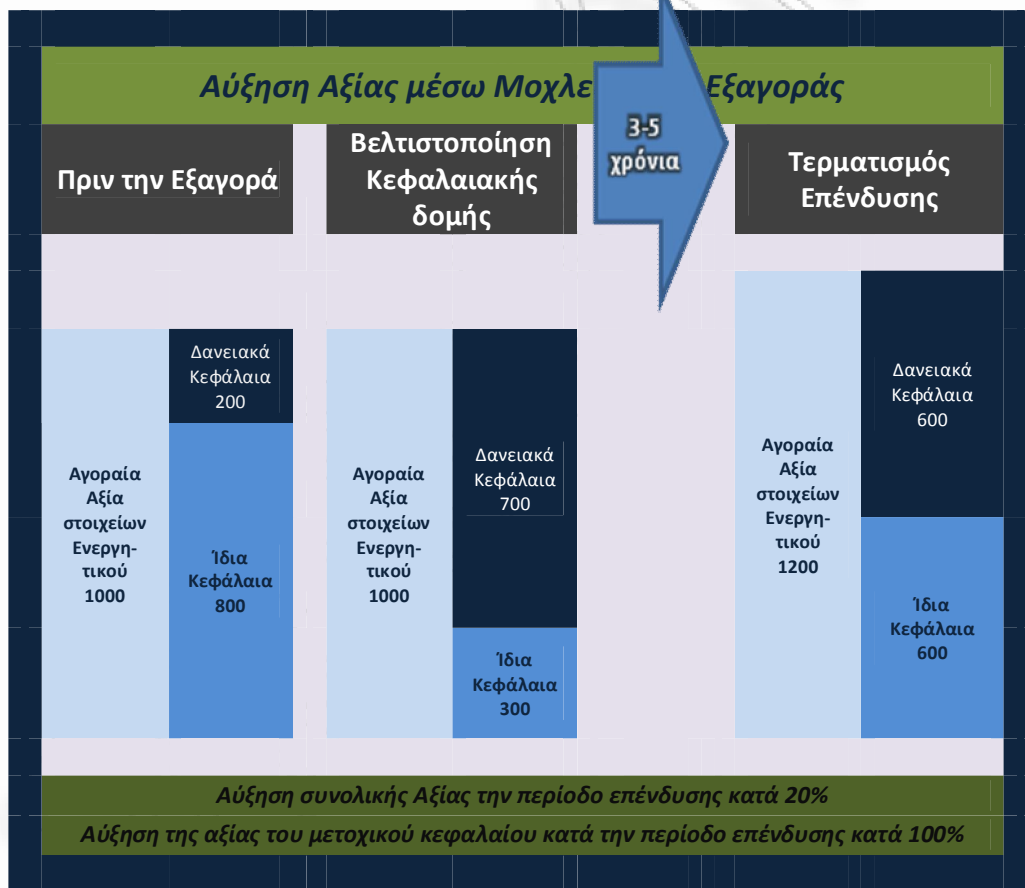 Αύξηση Αξίας μέσω Μοχλε Εξαγοράς
3-5
χρόνια
Πριν την Εξαγορά
Βελτιστοποίηση
Κεφαλαιακής
δομής
Τερματισμός
Επένδυσης
Αγοραία
Αξία
στοιχείων
Ενεργη-
τικού
1000
Δανειακά
Κεφάλαια
200
Ίδια
Κεφάλαια
800
Αγοραία
Αξία
στοιχείων
Ενεργη-
τικού
1000
Δανειακά
Κεφάλαια
700
Ίδια
Κεφάλαια
300
Αγοραία
Αξία
στοιχείων
Ενεργη-
τικού
1200
Δανειακά
Κεφάλαια
600
Ίδια
Κεφάλαια
600
Αύξηση συνολικής Αξίας την περίοδο επένδυσης κατά 20%
Αύξηση της αξίας του μετοχικού κεφαλαίου κατά την περίοδο επένδυσης κατά 100%